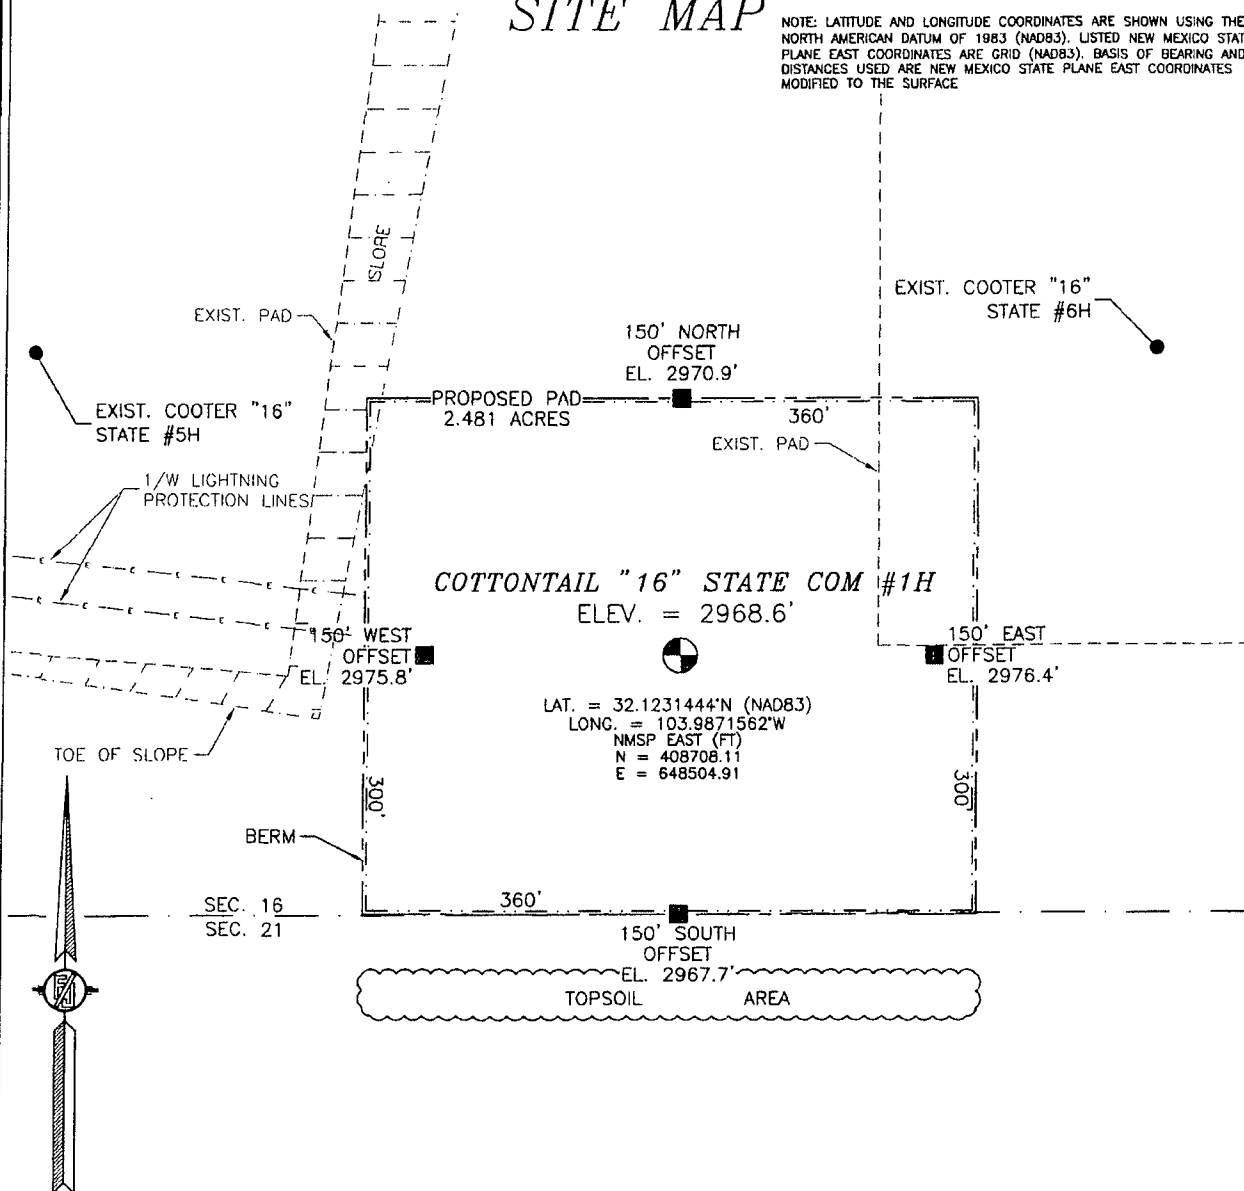 SITE MAP
NOTE: LATITUDE AND LONGITUDE COORDINATES ARE SHOWN USING THE
NORTH AMERICAN DATUM OF 1983 (NAD83). LISTED NEW MEXICO STAT
PLANE EAST COORDINATES ARE GRID (NAD83). BASIS OF BEARING AND
DISTANCES USED ARE NEW MEXICO STATE PLANE EAST COORDINATES
MODIFIED TO THE SURFACE
SLOPE
EXIST. PAD
EXIST. COOTER "16"
STATE #6H
150' NORTH
OFFSET
EL. 2970.9'
EXIST. COOTER "16"
STATE #5H
PROPOSED PAD
2.481 ACRES
360'
EXIST. PAD
1/W LIGHTNING
PROTECTION LINES
COTTONTAIL "16" STATE COM #1H
ELEV. = 2968.6'
150' WEST
OFFSET
EL. 2975.8'
150' EAST
OFFSET
EL. 2976.4'
LAT. = 32.1231444°N (NAD83)
LONG. = 103.9871562°W
NMSP EAST (FT)
N = 408708.11
E = 648504.91
TOE OF SLOPE
300'
300'
BERM
360'
SEC. 16
SEC. 21
150' SOUTH
OFFSET
EL. 2967.7'
TOPSOIL AREA